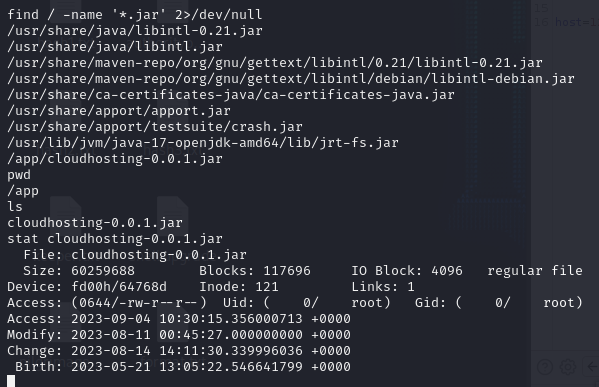 find / -name '*.jar' 2>/dev/null
/usr/share/java/libintl-0.21.jar
/usr/share/java/libintl.jar
/usr/share/maven-repo/org/gnu/gettext/libintl/0.21/libintl-0.21.jar
/usr/share/maven-repo/org/gnu/gettext/libintl/debian/libintl-debian.jar
/usr/share/ca-certificates-java/ca-certificates-java.jar
/usr/share/apport/apport.jar
/usr/share/apport/testsuite/crash.jar
/usr/lib/jvm/java-17-openjdk-amd64/lib/jrt-fs.jar
/app/cloudhosting-0.0.1.jar
pwd
/app
ls
cloudhosting-0.0.1.jar
stat cloudhosting-0.0.1.jar
  File: cloudhosting-0.0.1.jar
  Size: 60259688        Blocks: 117696     IO Block: 4096   regular file
Device: fd00h/64768d    Inode: 121         Links: 1
Access: (0644/-rw-r--r--)  Uid: (    0/    root)   Gid: (    0/    root)
Access: 2023-09-04 10:30:15.356000713 +0000
Modify: 2023-08-11 00:45:27.000000000 +0000
Change: 2023-08-14 14:11:30.339996036 +0000
 Birth: 2023-05-21 13:05:22.546641799 +0000